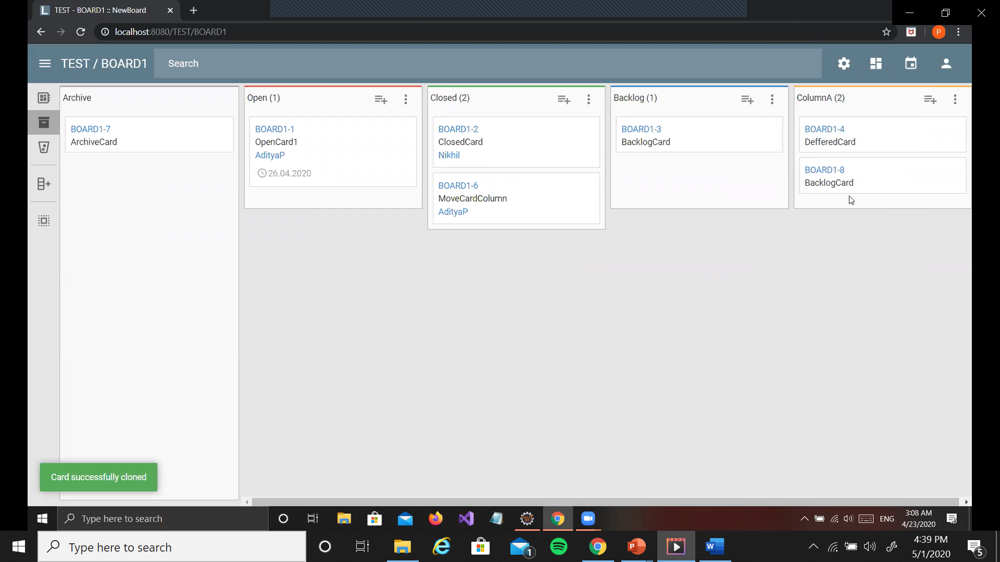 TEST - BOARD1 :: NewBoard
localhost:8080/TEST/BOARD1
P
TEST / BOARD1
Search
Archive
BOARD1-7
ArchiveCard
Open (1)
BOARD1-1
OpenCard1
AdityaP
26.04.2020
Closed (2)
BOARD1-2
ClosedCard
Nikhil
BOARD1-6
MoveCardColumn
AdityaP
Backlog (1)
BOARD1-3
BacklogCard
ColumnA (2)
BOARD1-4
DefferedCard
BOARD1-8
BacklogCard
Card successfully cloned
Type here to search
ENG
3:08 AM
4/23/2020
Type here to search
1
4:39 PM
5/1/2020
5